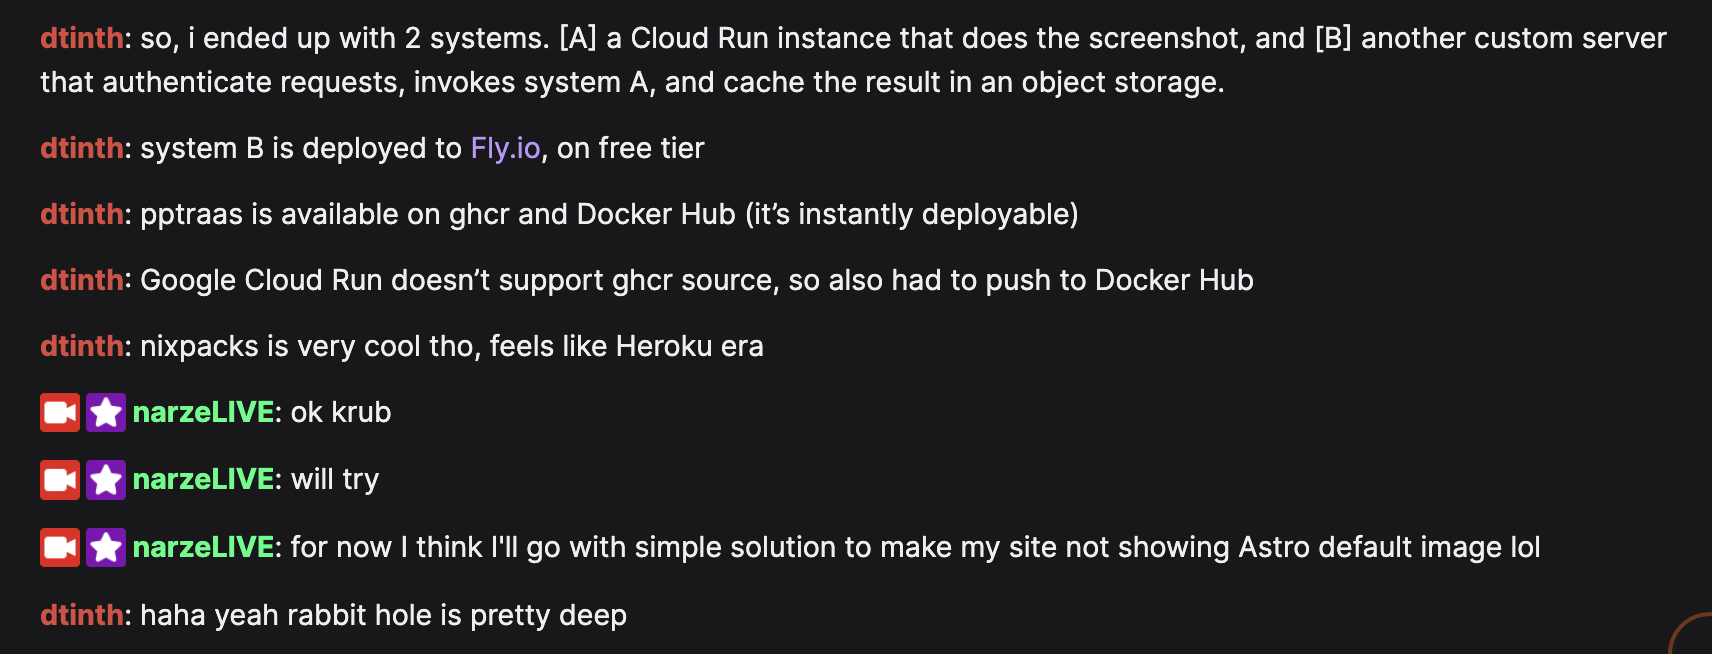 dtinth: so, i ended up with 2 systems. [A] a Cloud Run instance that does the screenshot, and [B] another custom server
that authenticate requests, invokes system A, and cache the result in an object storage.
dtinth: system B is deployed to Fly.io, on free tier
dtinth: pptraas is available on ghcr and Docker Hub (it’s instantly deployable)
dtinth: Google Cloud Run doesn’t support ghcr source, so also had to push to Docker Hub
dtinth: nixpacks is very cool tho, feels like Heroku era
narzeLIVE: ok krub
narzeLIVE: will try
narzeLIVE: for now I think I'll go with simple solution to make my site not showing Astro default image lol
dtinth: haha yeah rabbit hole is pretty deep